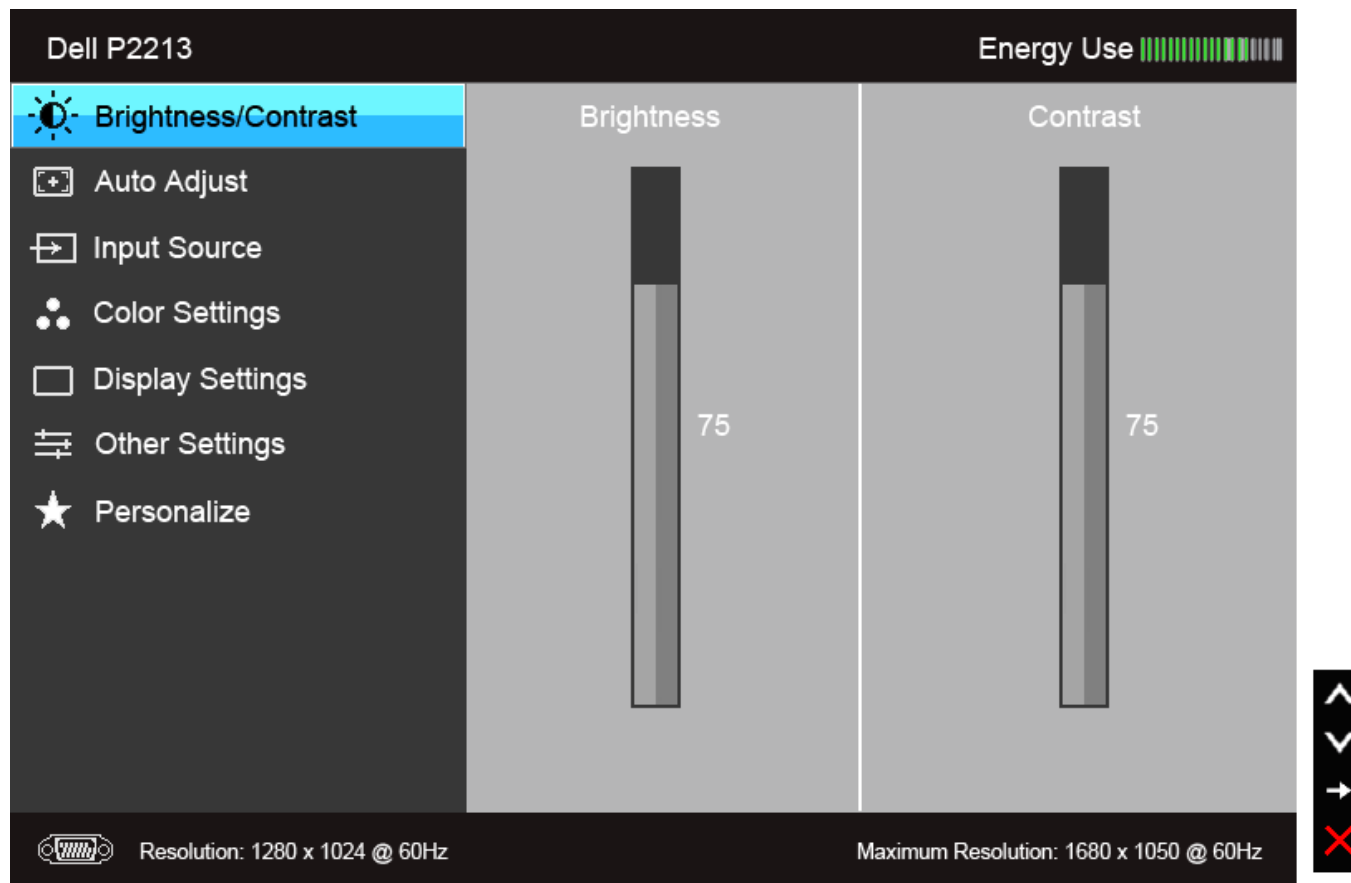 Dell P2213
Energy Use
Brightness/Contrast
Auto Adjust
Input Source
Color Settings
Display Settings
Other Settings
Personalize
Brightness
75
Contrast
75
Resolution: 1280 x 1024 @ 60Hz
Maximum Resolution: 1680 x 1050 @ 60Hz